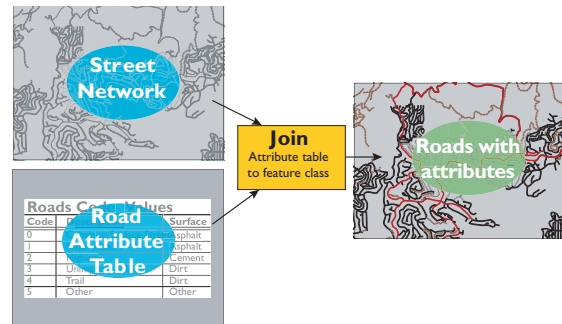 Street
Network
Roads Code Values
Code Surface
0 Asphalt
1 Asphalt
2 Cement
3 Dirt
4 Trail Dirt
5 Other Other
Road
Attribute
Table
Join
Attribute table
to feature class
Roads with
attributes